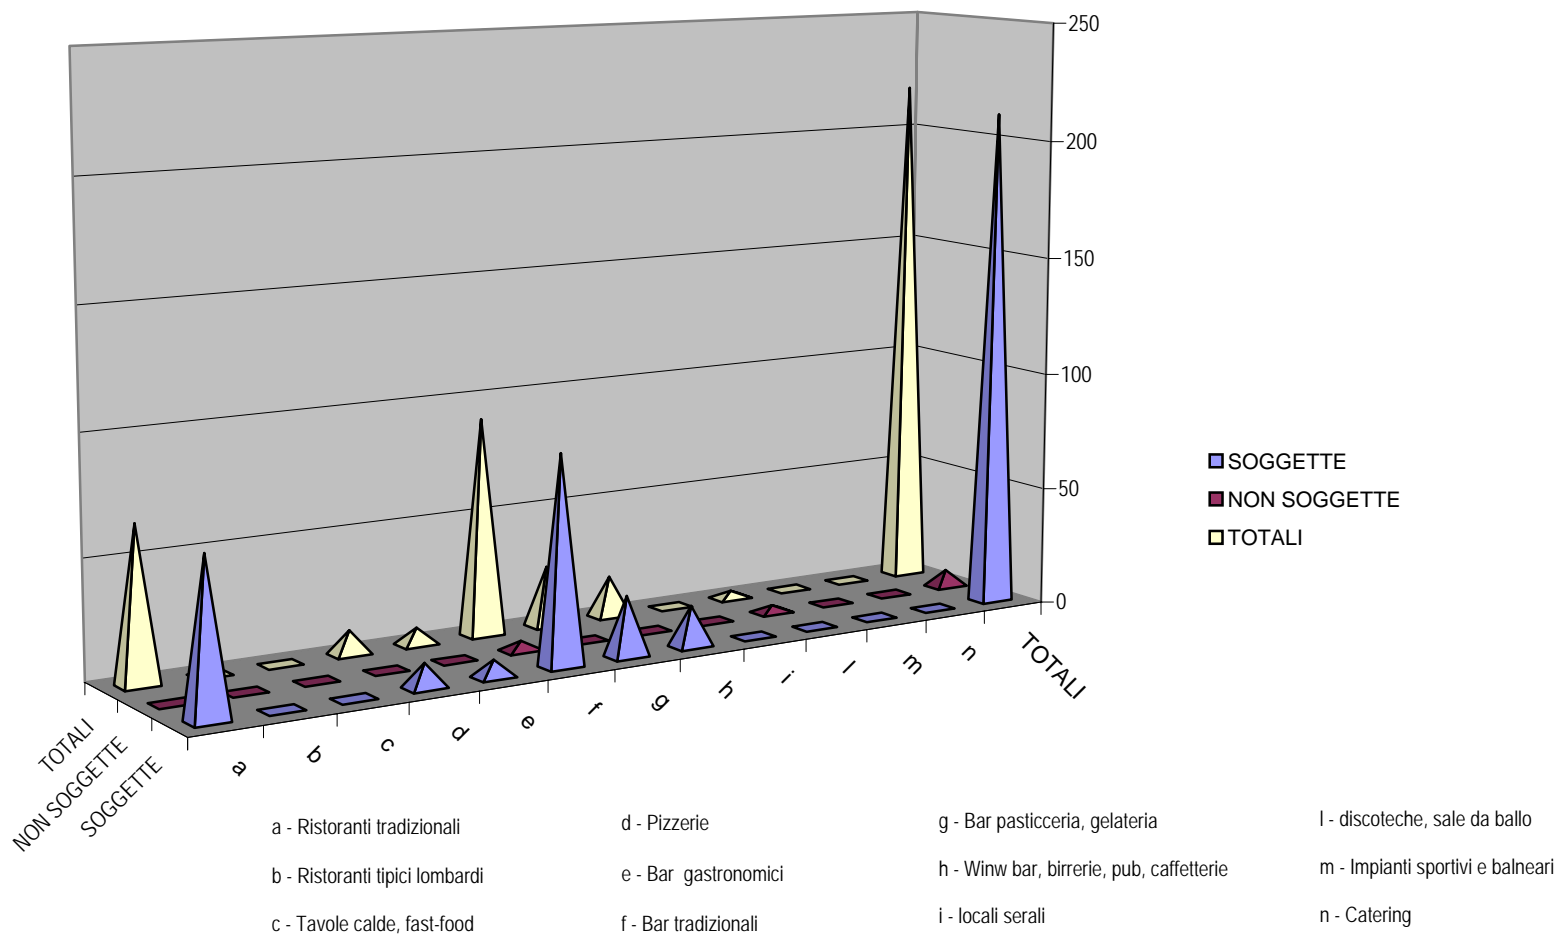 250
200
150
100
50
0
SOGGETTE
NON SOGGETTE
TOTALI
TOTALI
NON SOGGETTE
SOGGETTE
a
b
c
d
e
f
g
h
i
l
m
n
TOTALI
a - Ristoranti tradizionali
b - Ristoranti tipici lombardi
c - Tavole calde, fast-food
d - Pizzerie
e - Bar gastronomici
f - Bar tradizionali
g - Bar pasticceria, gelateria
h - Winw bar, birrerie, pub, caffetterie
i - locali serali
l - discoteche, sale da ballo
m - Impianti sportivi e balneari
n - Catering